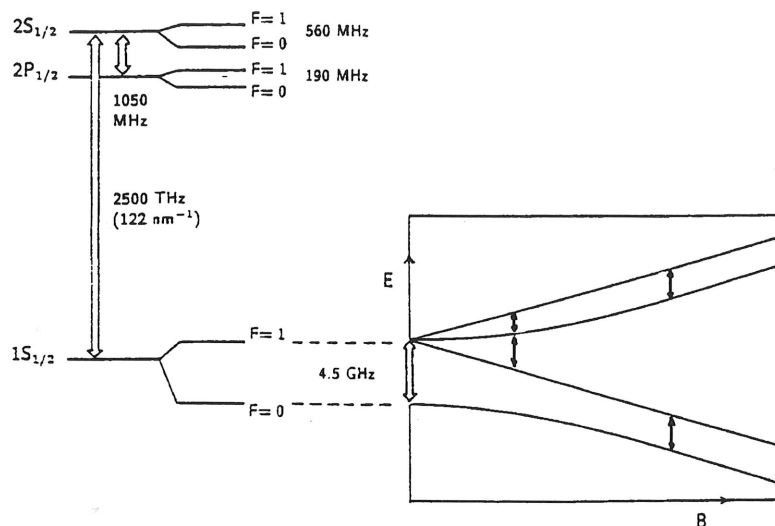 2S1/2
F= 1
560 MHz
F= 0
2P1/2
F= 1
190 MHz
F= 0
1050
MHz
2500 THz
(122 nm⁻¹)
E
1S1/2
F= 1
4.5 GHz
F= 0
B